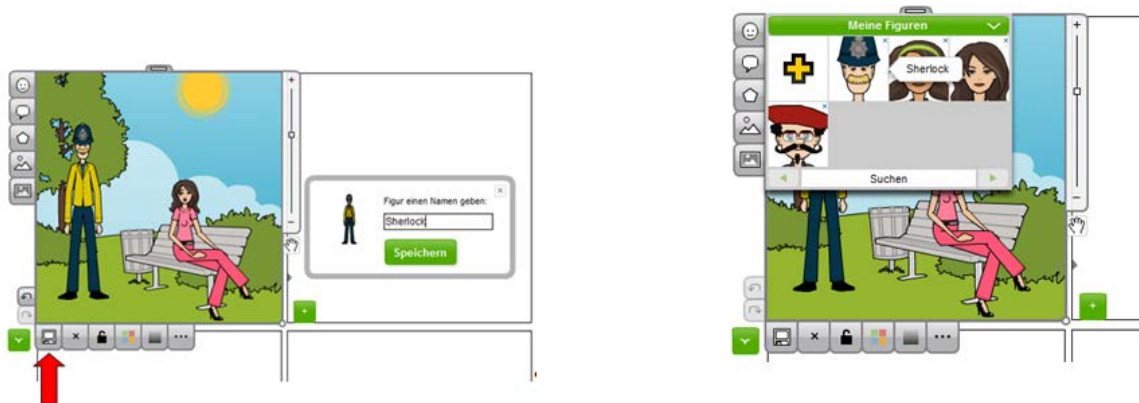 Figur einen Namen geben:
Sherlock
Speichern
Meine Figuren
Sherlock
Suchen